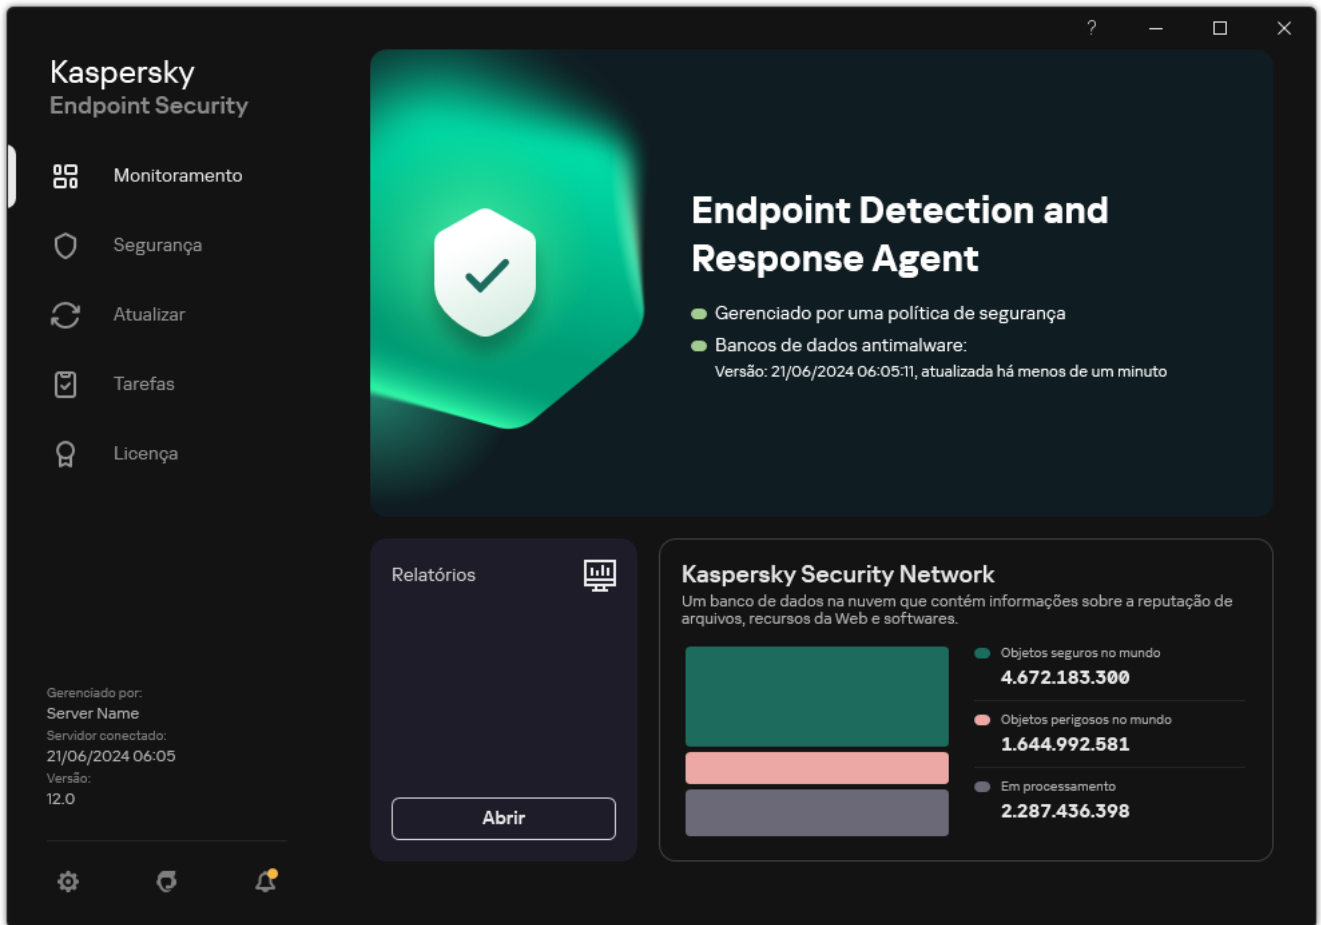 ?
Kaspersky
Endpoint Security
Monitoramento
Segurança
Atualizar
Tarefas
Licença
Gerenciado por:
Server Name
Servidor conectado:
21/06/2024 06:05
Versão:
12.0
Endpoint Detection and
Response Agent
Gerenciado por uma política de segurança
Bancos de dados antimalware:
Versão: 21/06/2024 06:05:11, atualizada há menos de um minuto
Relatórios
Abrir
Kaspersky Security Network
Um banco de dados na nuvem que contém informações sobre a reputação de
arquivos, recursos da Web e softwares.
Objetos seguros no mundo
4.672.183.300
Objetos perigosos no mundo
1.644.992.581
Em processamento
2.287.436.398